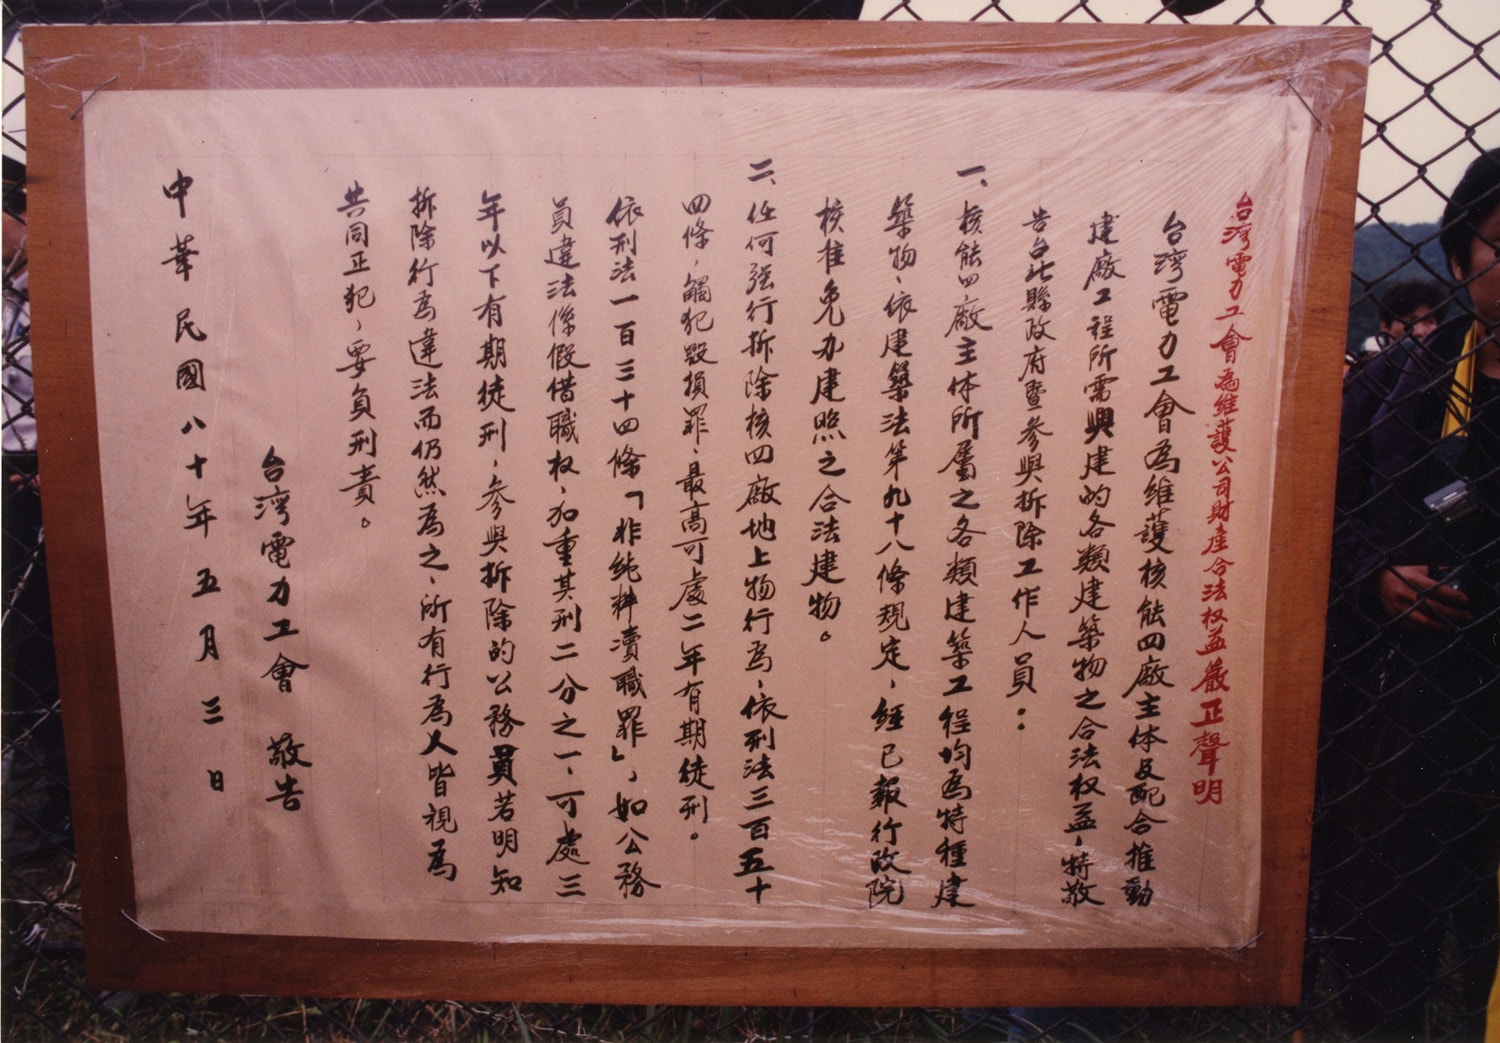 台灣電力工會為維護公司財產合法权益嚴正聲明
台灣電力工會為維護核能四廠主体及配合推動
建廠工程所需興建的各類建築物之合法权益，特敬
告台北縣政府暨參與拆除工作人員：
一、核能四廠主体所屬之各類建築工程均為特種建
築物，依建築法第九十八條規定，經已報行政院
核准免办建照之合法建物。
二、任何强行拆除核四廠地上物行為，依刑法三百五十
四條，觸犯毀損罪，最高可處二年有期徒刑。
依刑法一百三十四條「非純粹瀆職罪」，如公務
員違法係假借職权，加重其刑二分之一，可處三
年以下有期徒刑，參與拆除的公務員若明知
拆除行為違法而仍然為之，所有行為人皆視為
共同正犯，要負刑責。
台灣電力工會 敬告
中華民國八十年五月三日